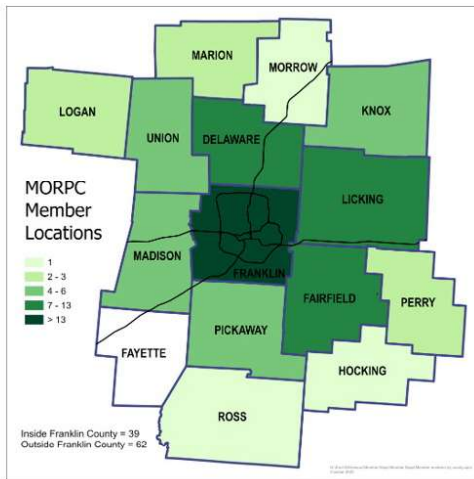 MARION
MORROW
LOGAN
UNION
DELAWARE
KNOX
MORPC
Member
Locations
LICKING
1
2 - 3
4 - 6
7 - 13
> 13
MADISON
FRANKLIN
FAIRFIELD
PERRY
PICKAWAY
FAYETTE
HOCKING
ROSS
Inside Franklin County = 39
Outside Franklin County = 62